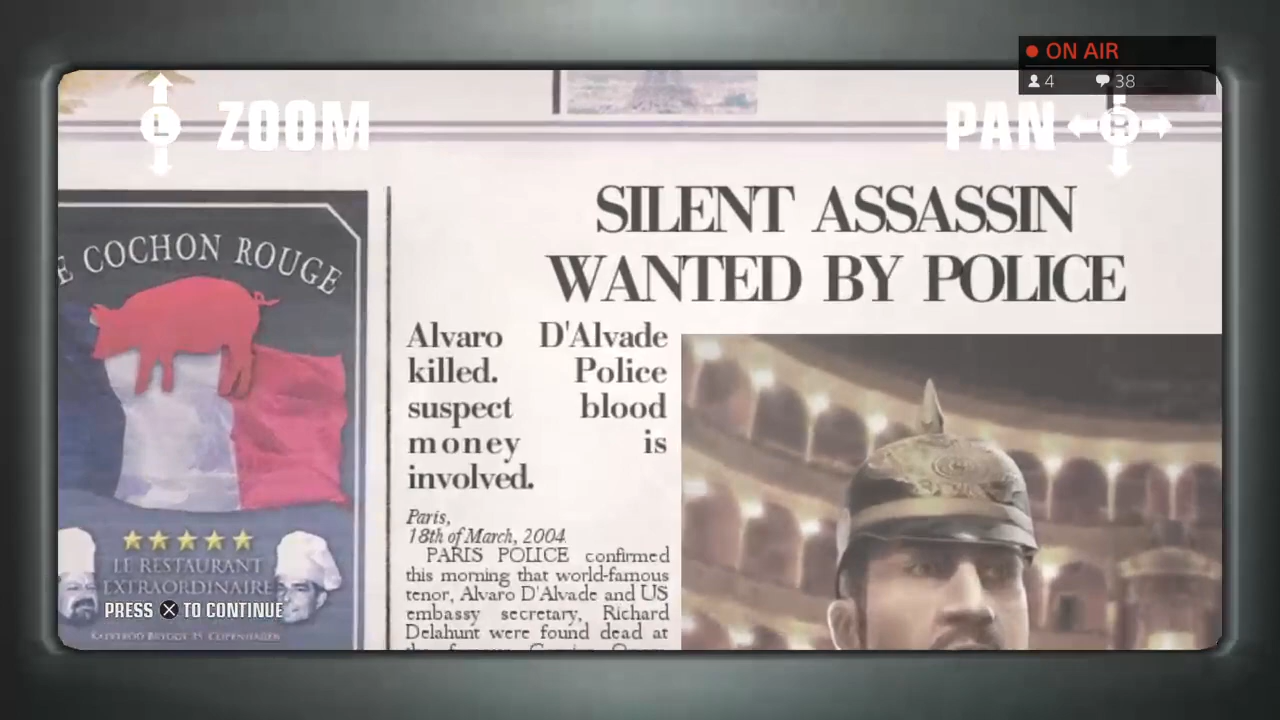 ON AIR
4 38
L ZOOM
PAN R
SILENT ASSASSIN
WANTED BY POLICE
E COCHON ROUGE
Alvaro D'Alvade
killed. Police
suspect blood
money is
involved.
Paris,
18th of March, 2004.
PARIS POLICE confirmed
this morning that world-famous
tenor, Alvaro D'Alvade and US
embassy secretary, Richard
Delahunt were found dead at
LE RESTAURANT
EXTRAORDINAIRE
PRESS X TO CONTINUE